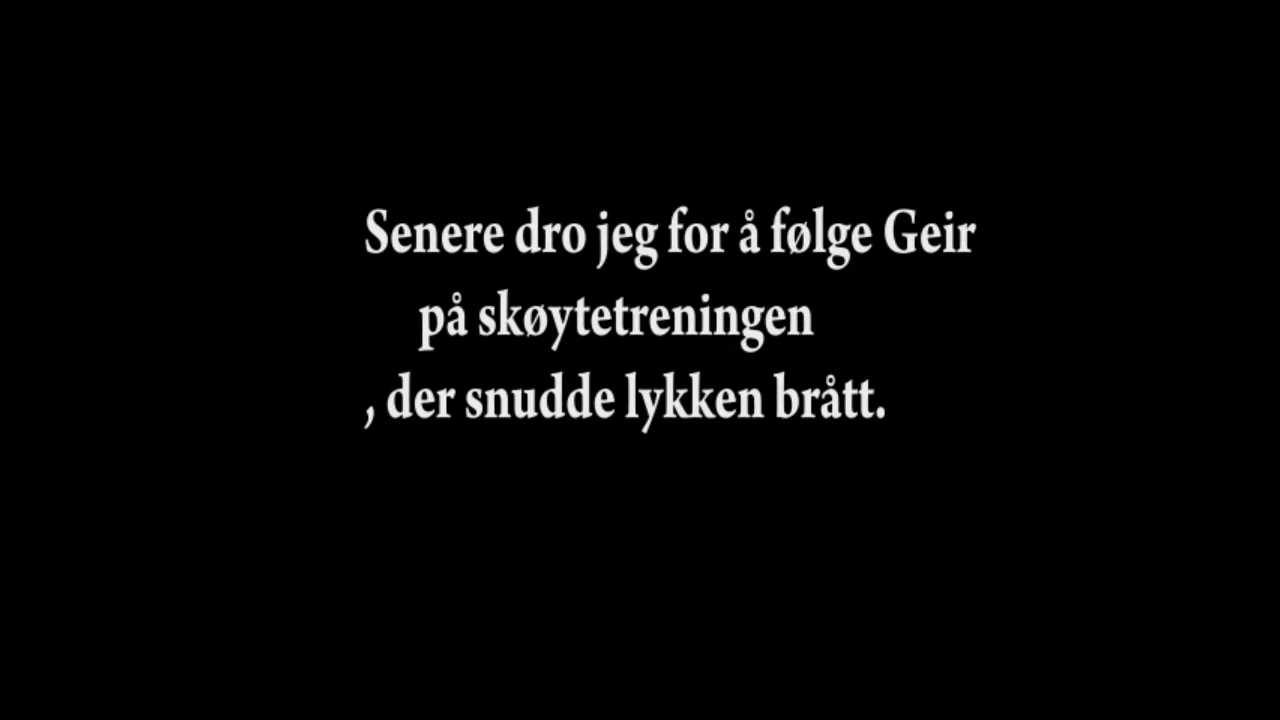 Senere dro jeg for å følge Geir
på skøytetreningen
, der snudde lykken brått.